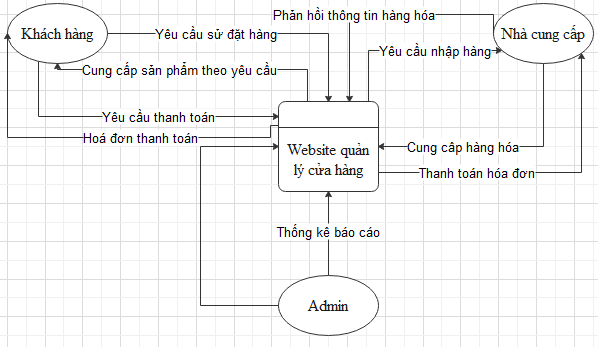 Phản hồi thông tin hàng hóa
Khách hàng
Yêu cầu sử đặt hàng
Nhà cung cấp
Yêu cầu nhập hàng
Cung cấp sản phẩm theo yêu cầu
Yêu cầu thanh toán
Hoá đơn thanh toán
Website quản
lý cửa hàng
Cung câp hàng hóa
Thanh toán hóa đơn
Thống kê báo cáo
Admin